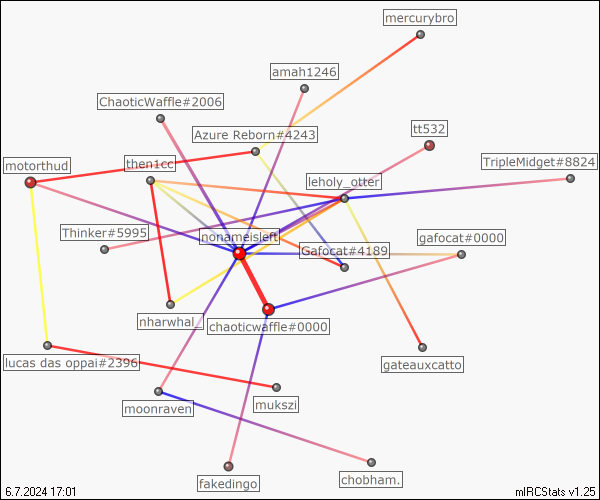 mercurybro
amah1246
ChaoticWaffle#2006
Azure Reborn#4243
tt532
motorthud
then1cc
TripleMidget#8824
leholy_otter
Thinker#5995
nonameisleft
gafocat#0000
Gafocat#4189
nharwhal_
chaoticwaffle#0000
lucas das oppai#2396
gateauxcatto
moonraven
mukszi
fakedingo
chobham.
6.7.2024 17:01
mIRCStats v1.25